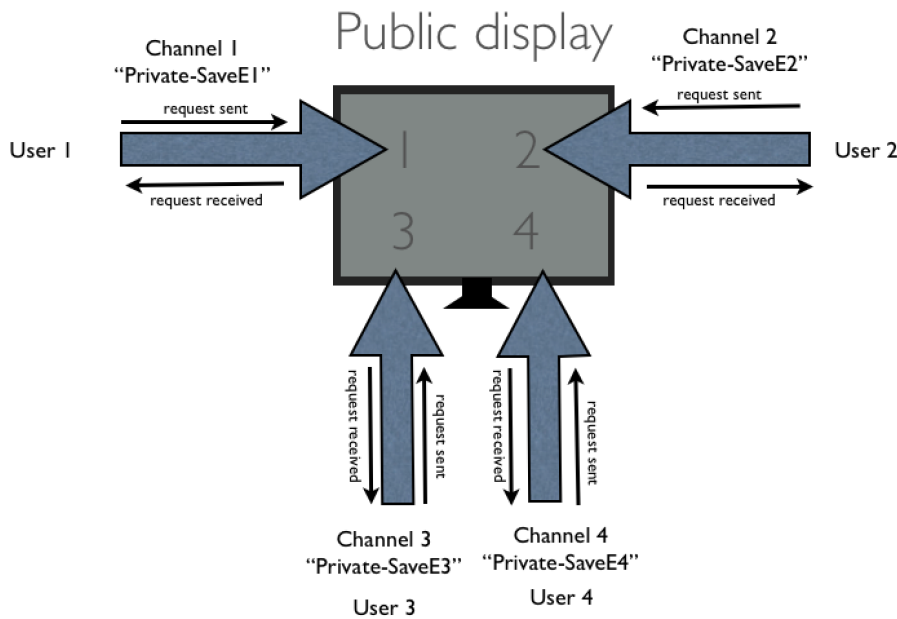 Public display
Channel 1
“Private-SaveE1”
request sent
User 1
request received
Channel 2
“Private-SaveE2”
request sent
User 2
request received
1
2
3
4
request received
request sent
Channel 3
“Private-SaveE3”
User 3
request received
request sent
Channel 4
“Private-SaveE4”
User 4